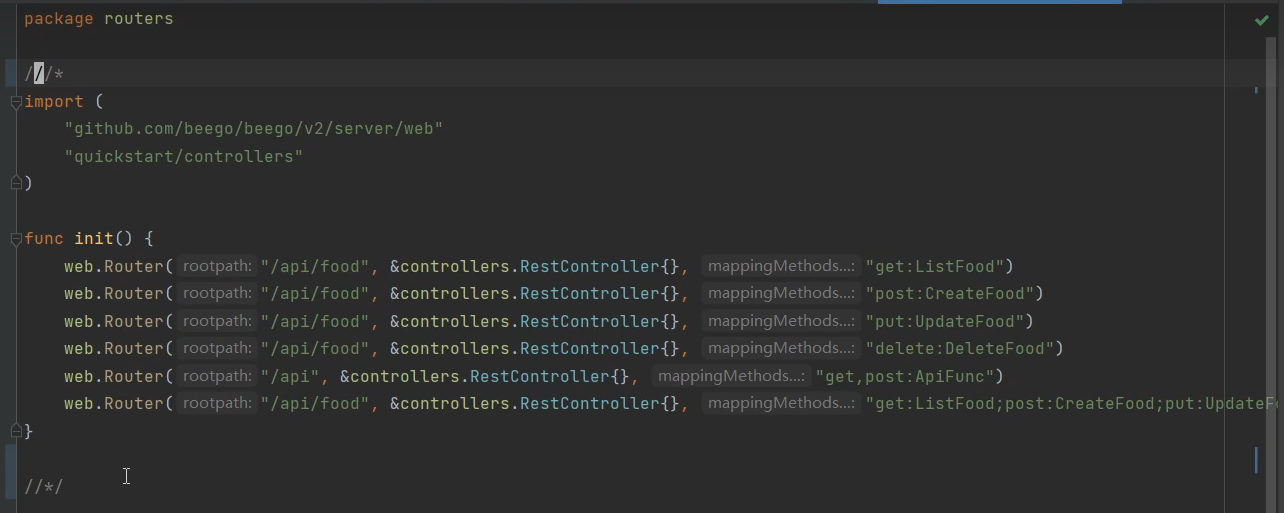 package routers
///*
import (
"github.com/beego/beego/v2/server/web"
"quickstart/controllers"
)
func init() {
web.Router( rootpath: "/api/food", &controllers.RestController{}, mappingMethods...: "get:ListFood")
web.Router( rootpath: "/api/food", &controllers.RestController{}, mappingMethods...: "post:CreateFood")
web.Router( rootpath: "/api/food", &controllers.RestController{}, mappingMethods...: "put:UpdateFood")
web.Router( rootpath: "/api/food", &controllers.RestController{}, mappingMethods...: "delete:DeleteFood")
web.Router( rootpath: "/api", &controllers.RestController{}, mappingMethods...: "get,post:ApiFunc")
web.Router( rootpath: "/api/food", &controllers.RestController{}, mappingMethods...: "get:ListFood;post:CreateFood;put:UpdateF
}
//*/